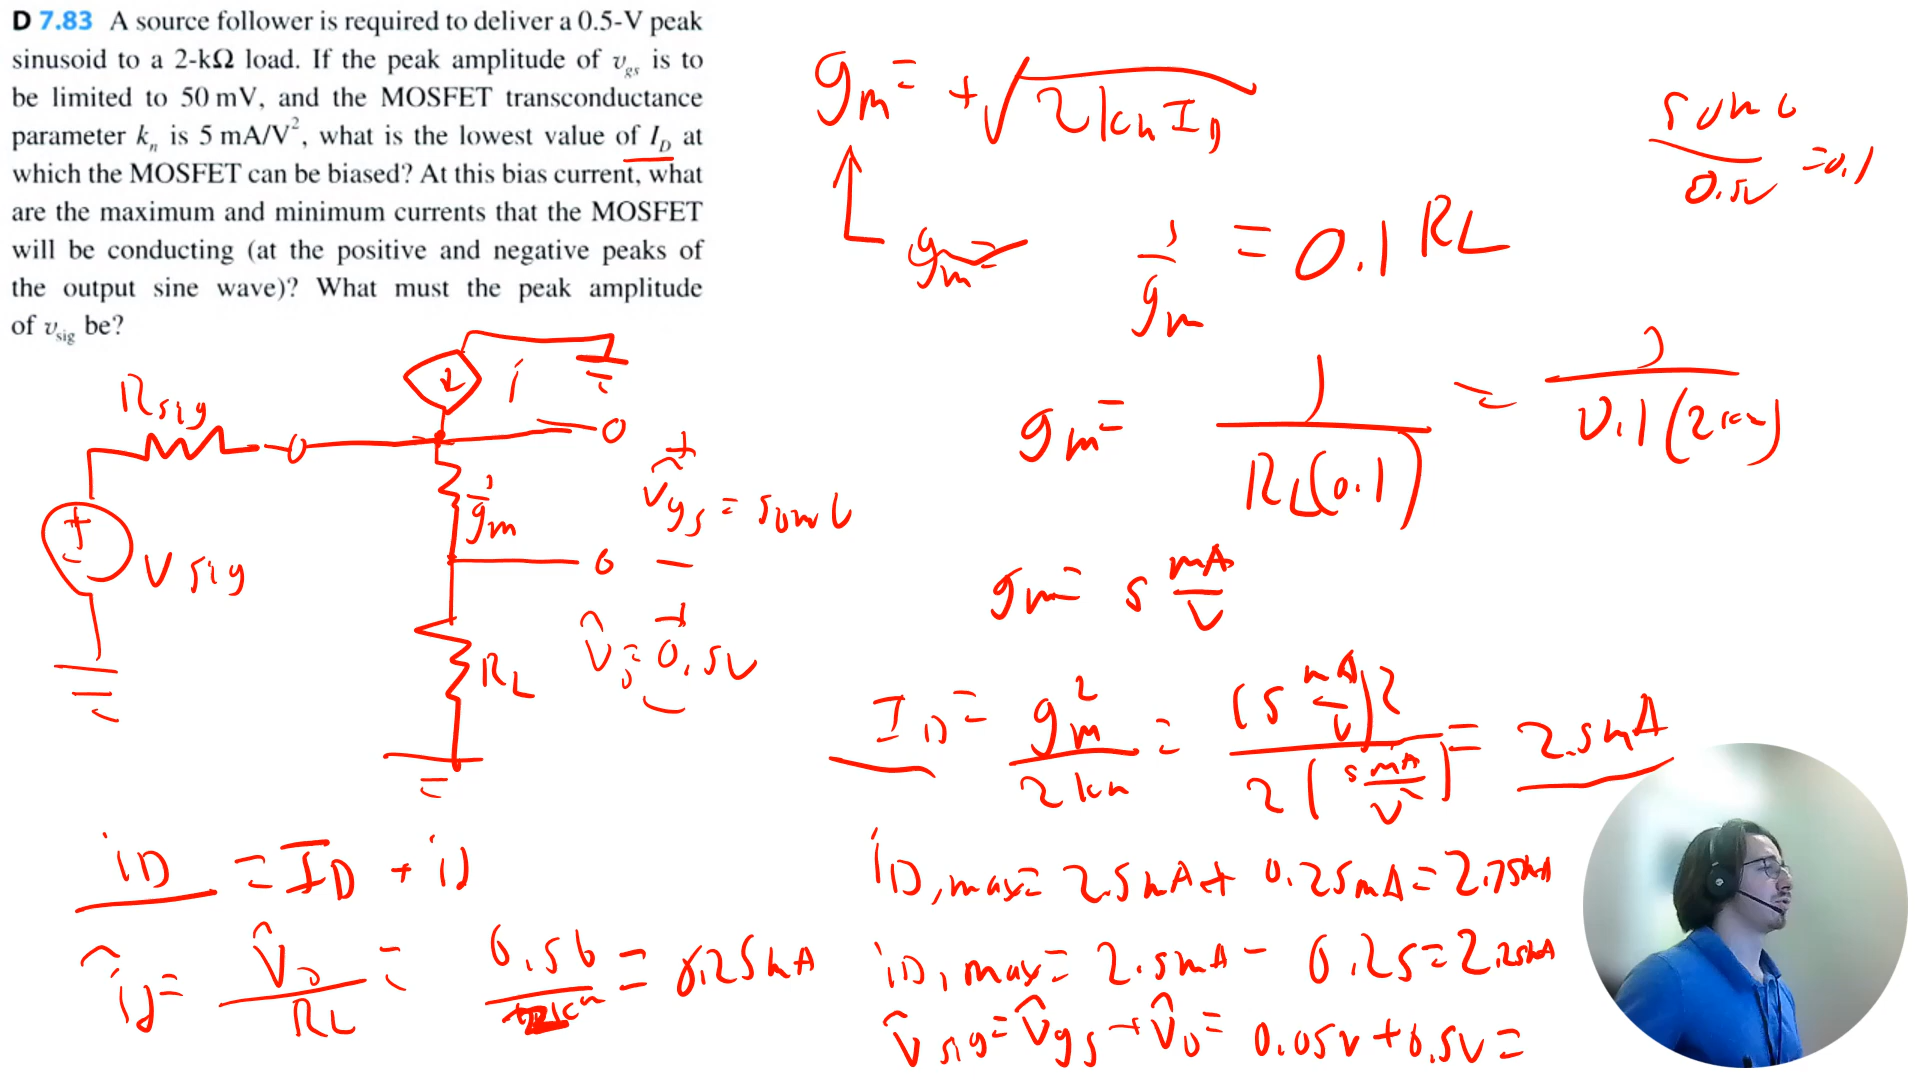 D 7.83 A source follower is required to deliver a 0.5-V peak
sinusoid to a 2-kΩ load. If the peak amplitude of v_gs is to
be limited to 50 mV, and the MOSFET transconductance
parameter k_n is 5 mA/V², what is the lowest value of I_D at
which the MOSFET can be biased? At this bias current, what
are the maximum and minimum currents that the MOSFET
will be conducting (at the positive and negative peaks of
the output sine wave)? What must the peak amplitude
of v_sig be?
Rsig
i
Vsig
1/gm
+
V̂gs = 50mV
−
+
V̂o = 0.5V
−
RL
gm = +√(2knID)
gm =
50mV/0.5V = 0.1
1/gm = 0.1 RL
gm = 1/(RL(0.1)) = 1/(0.1(2k))
gm = 5 mA/V
ID = gm²/2kn = (5 mA/V)²/2(5 mA/V²) = 2.5mA
iD = ID + id
îd = V̂o/RL = 0.5V/2k = 0.25mA
iD,max = 2.5mA + 0.25mA = 2.75mA
iD,max = 2.5mA − 0.25 = 2.25mA
V̂sig = V̂gs + V̂o = 0.05V + 0.5V =